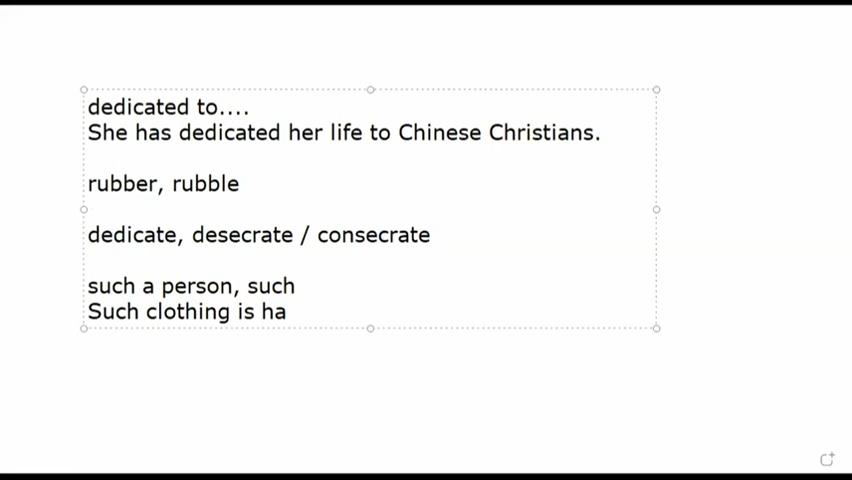 dedicated to....
She has dedicated her life to Chinese Christians.
rubber, rubble
dedicate, desecrate / consecrate
such a person, such
Such clothing is ha